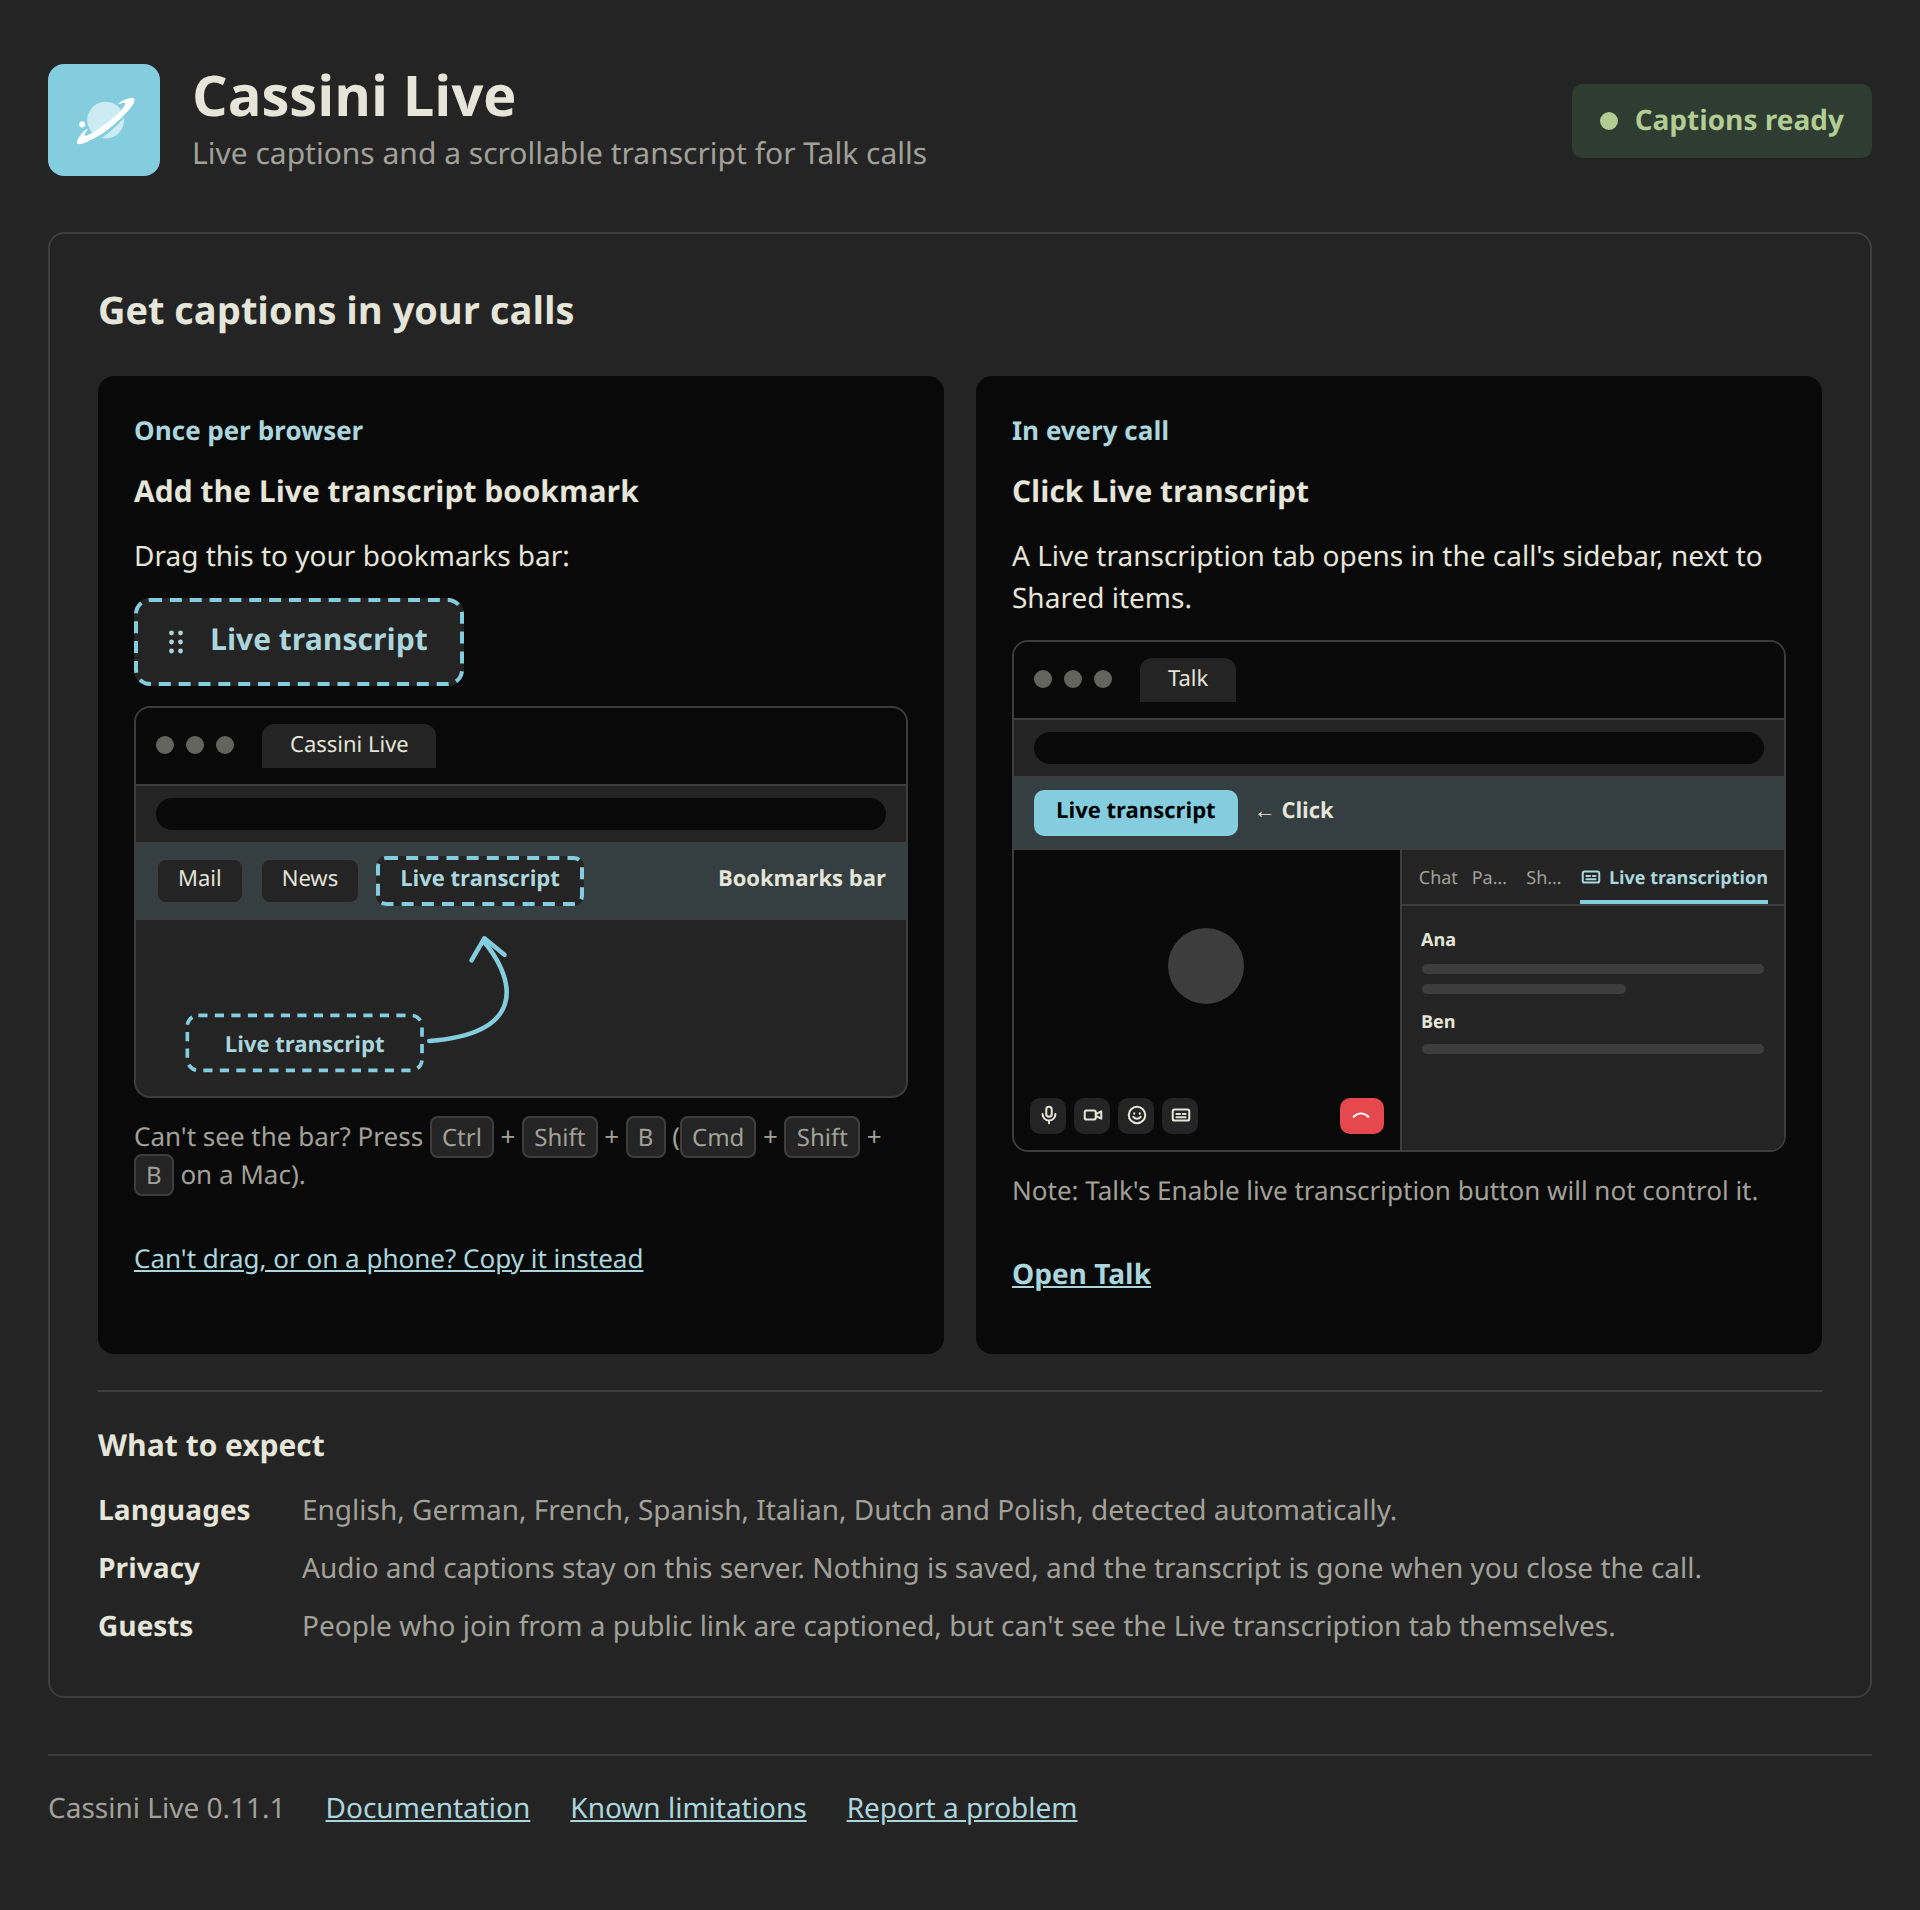 Cassini Live
Live captions and a scrollable transcript for Talk calls
Captions ready
Get captions in your calls
Once per browser
Add the Live transcript bookmark
Drag this to your bookmarks bar:
Live transcript
Cassini Live
Mail News Live transcript Bookmarks bar
Live transcript
Can't see the bar? Press Ctrl + Shift + B (Cmd + Shift +
B on a Mac).
Can't drag, or on a phone? Copy it instead
In every call
Click Live transcript
A Live transcription tab opens in the call's sidebar, next to
Shared items.
Talk
Live transcript ← Click
Chat Pa... Sh... Live transcription
Ana
Ben
Note: Talk's Enable live transcription button will not control it.
Open Talk
What to expect
Languages English, German, French, Spanish, Italian, Dutch and Polish, detected automatically.
Privacy Audio and captions stay on this server. Nothing is saved, and the transcript is gone when you close the call.
Guests People who join from a public link are captioned, but can't see the Live transcription tab themselves.
Cassini Live 0.11.1 Documentation Known limitations Report a problem